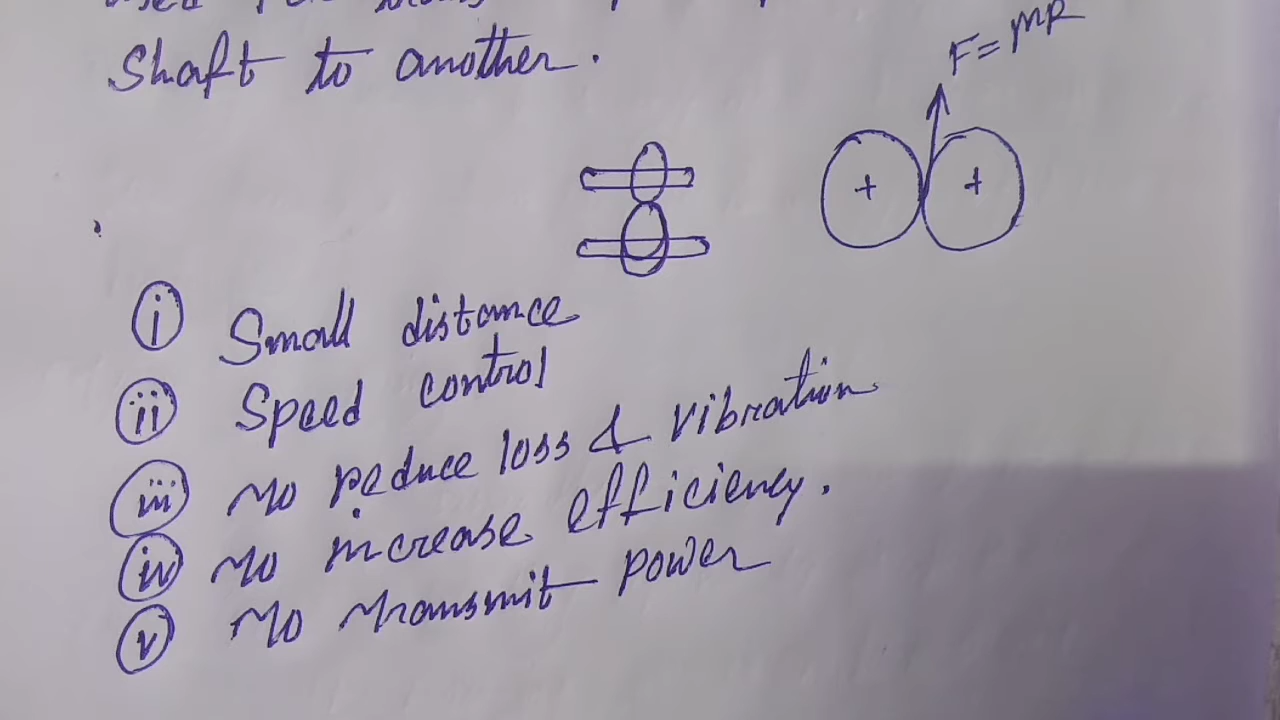 shaft to another.
F = μR
i Small distance
ii Speed control
iii To reduce loss & vibration
iv To increase efficiency.
v To transmit power